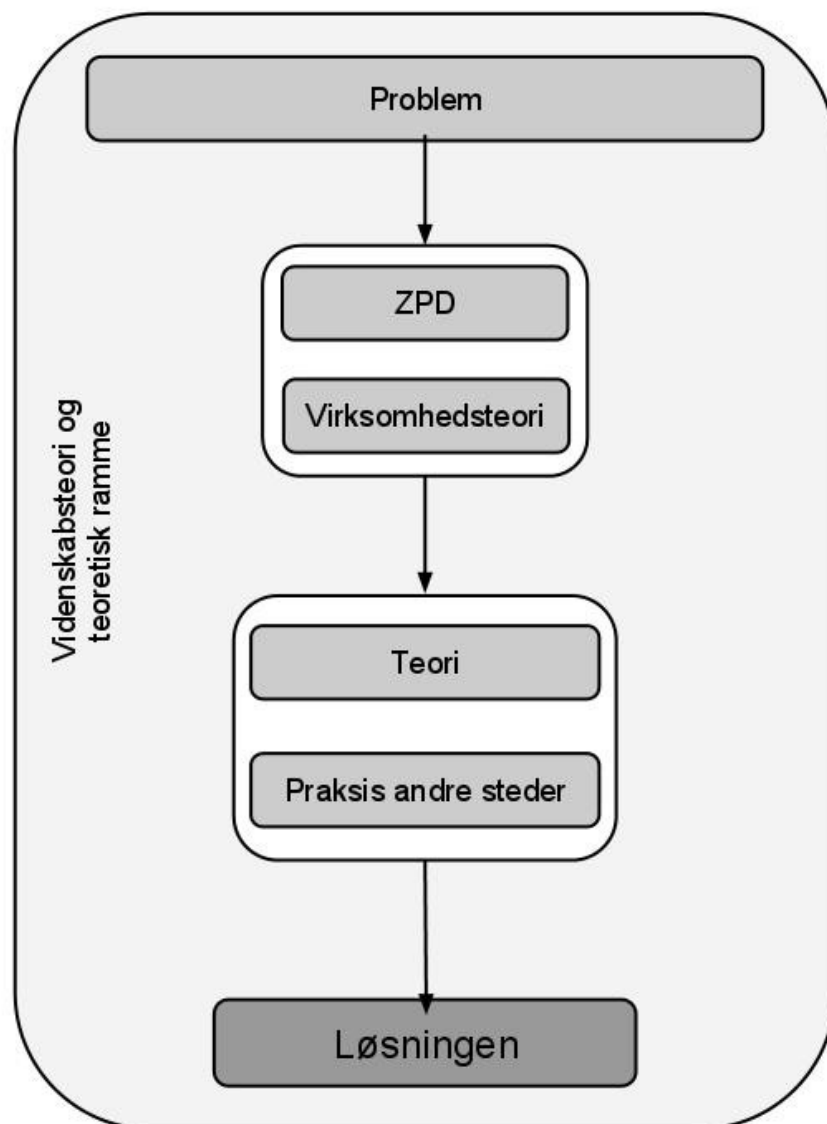 Problem
ZPD
Virksomhedsteori
Videnskabsteori og
teoretisk ramme
Teori
Praksis andre steder
Løsningen